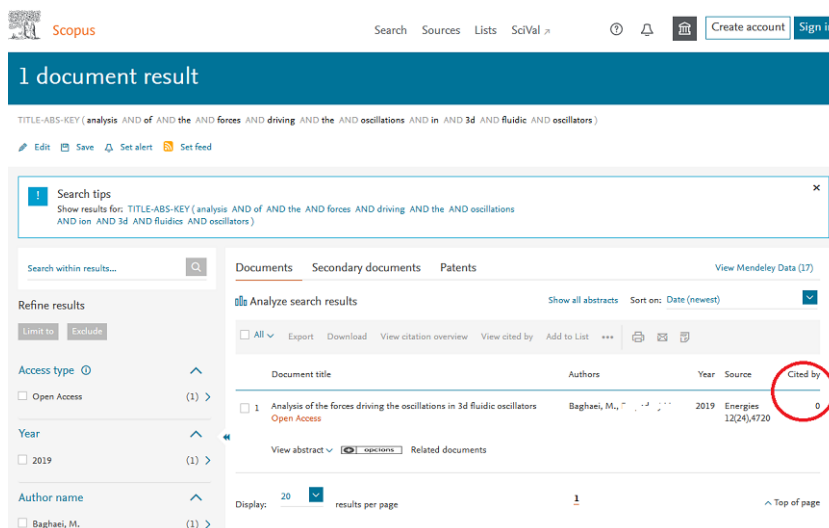 Scopus
Search Sources Lists SciVal ↗
Create account Sign i
1 document result
TITLE-ABS-KEY ( analysis AND of AND the AND forces AND driving AND the AND oscillations AND in AND 3d AND fluidic AND oscillators )
Edit Save Set alert Set feed
Search tips
Show results for: TITLE-ABS-KEY ( analysis AND of AND the AND forces AND driving AND the AND oscillations
AND ion AND 3d AND fluidics AND oscillators )
Search within results...
Documents Secondary documents Patents
View Mendeley Data (17)
Refine results
Analyze search results
Show all abstracts Sort on: Date (newest)
Limit to Exclude
All Export Download View citation overview View cited by Add to List •••
Access type
Document title Authors Year Source Cited by
Open Access (1)
1 Analysis of the forces driving the oscillations in 3d fluidic oscillators Baghaei, M., 2019 Energies 0
Open Access 12(24),4720
Year
2019 (1)
View abstract opcions Related documents
Author name
Display: 20 results per page 1 Top of page
Baghaei, M. (1)